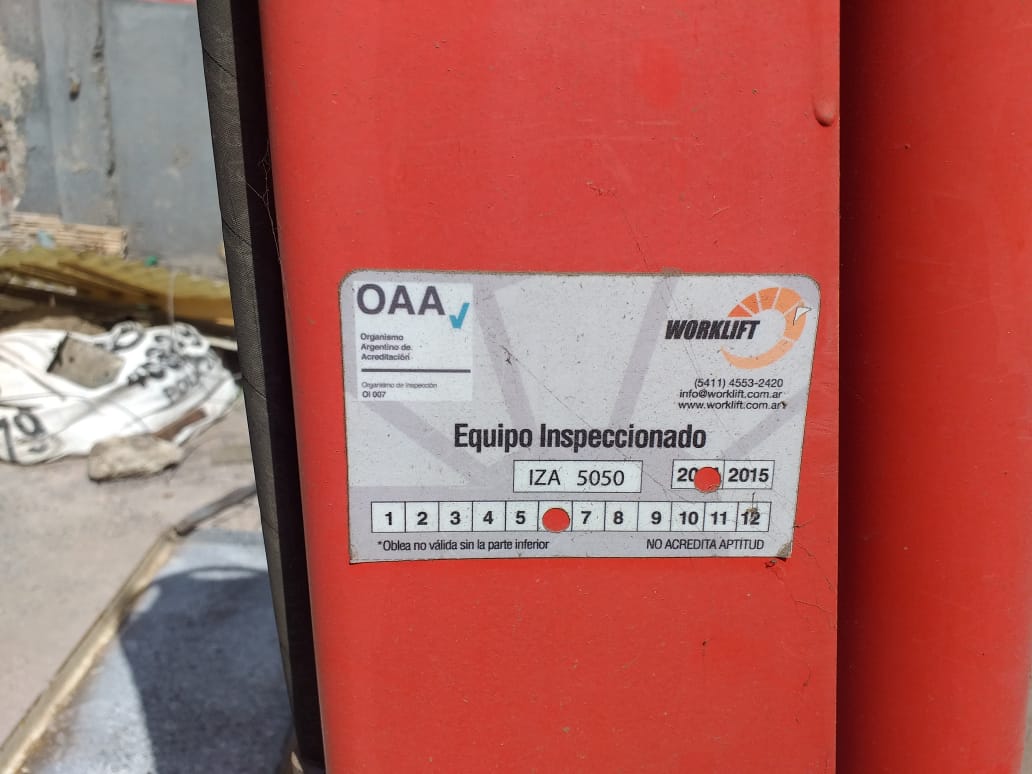 OAA
Organismo
Argentino de
Acreditación
Organismo de Inspección
OI 007
WORKLIFT
(5411) 4553-2420
info@worklift.com.ar
www.worklift.com.ar
Equipo Inspeccionado
IZA 5050
2015
1 2 3 4 5 7 8 9 10 11 12
*Oblea no válida sin la parte inferior
NO ACREDITA APTITUD